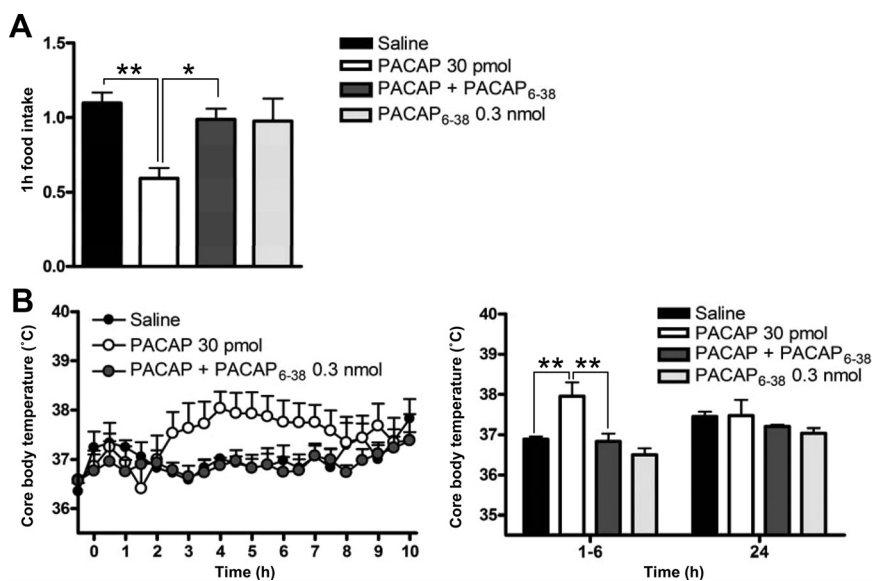 A
1.5
1.0
0.5
0.0
1h food intake
**
*
Saline
PACAP 30 pmol
PACAP + PACAP6-38
PACAP6-38 0.3 nmol
B
40
39
38
37
36
Core body temperature (˚C)
Saline
PACAP 30 pmol
PACAP + PACAP6-38 0.3 nmol
0 1 2 3 4 5 6 7 8 9 10
Time (h)
40
39
38
37
36
35
Core body temperature (˚C)
** **
Saline
PACAP 30 pmol
PACAP + PACAP6-38
PACAP6-38 0.3 nmol
1-6 24
Time (h)